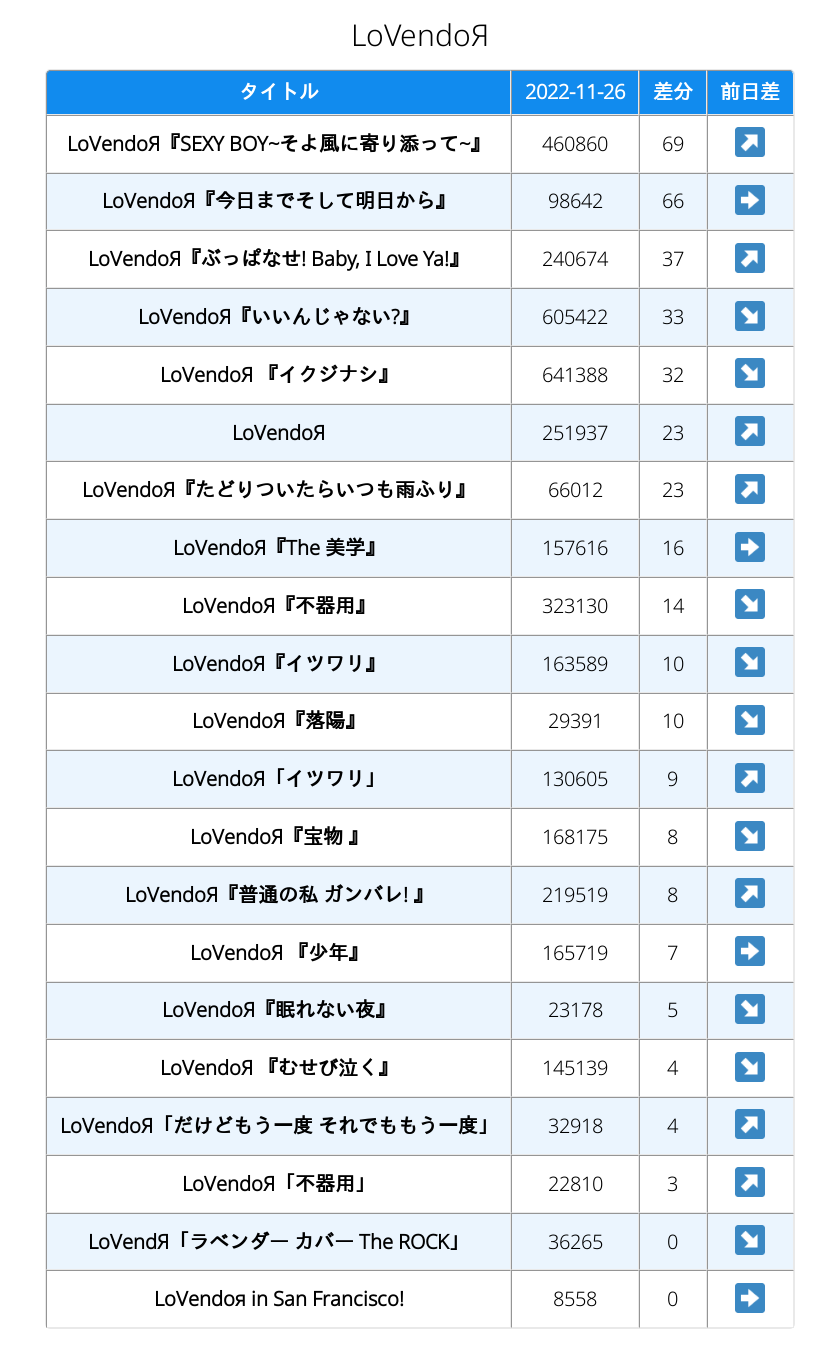 LoVendoЯ
タイトル 2022-11-26 差分 前日差
LoVendoЯ『SEXY BOY~そよ風に寄り添って~』 460860 69 ↗
LoVendoЯ『今日までそして明日から』 98642 66 ➡
LoVendoЯ『ぶっぱなせ! Baby, I Love Ya!』 240674 37 ↗
LoVendoЯ『いいんじゃない?』 605422 33 ↘
LoVendoЯ 『イクジナシ』 641388 32 ↘
LoVendoЯ 251937 23 ↗
LoVendoЯ『たどりついたらいつも雨ふり』 66012 23 ↗
LoVendoЯ『The 美学』 157616 16 ➡
LoVendoЯ『不器用』 323130 14 ↘
LoVendoЯ『イツワリ』 163589 10 ↘
LoVendoЯ『落陽』 29391 10 ↘
LoVendoЯ「イツワリ」 130605 9 ↗
LoVendoЯ『宝物 』 168175 8 ↘
LoVendoЯ『普通の私 ガンバレ! 』 219519 8 ↗
LoVendoЯ 『少年』 165719 7 ➡
LoVendoЯ『眠れない夜』 23178 5 ↘
LoVendoЯ 『むせび泣く』 145139 4 ↘
LoVendoЯ「だけどもう一度 それでももう一度」 32918 4 ↗
LoVendoЯ「不器用」 22810 3 ↗
LoVendЯ「ラベンダー カバー The ROCK」 36265 0 ↘
LoVendoя in San Francisco! 8558 0 ➡